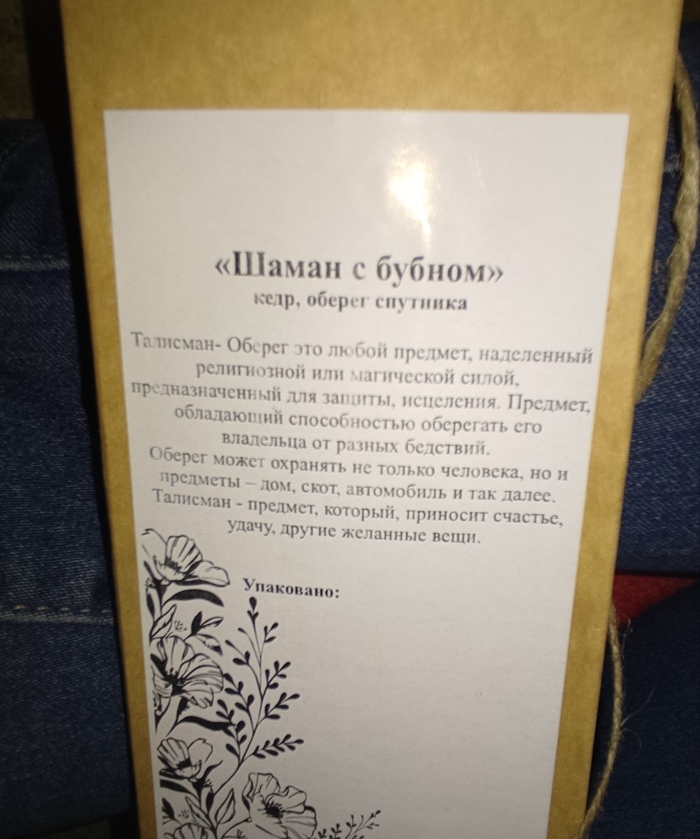 «Шаман с бубном»
кедр, оберег спутника
Талисман- Оберег это любой предмет, наделенный
религиозной или магической силой,
предназначенный для защиты, исцеления. Предмет,
обладающий способностью оберегать его
владельца от разных бедствий.
Оберег может охранять не только человека, но и
предметы – дом, скот, автомобиль и так далее.
Талисман - предмет, который, приносит счастье,
удачу, другие желанные вещи.
Упаковано: